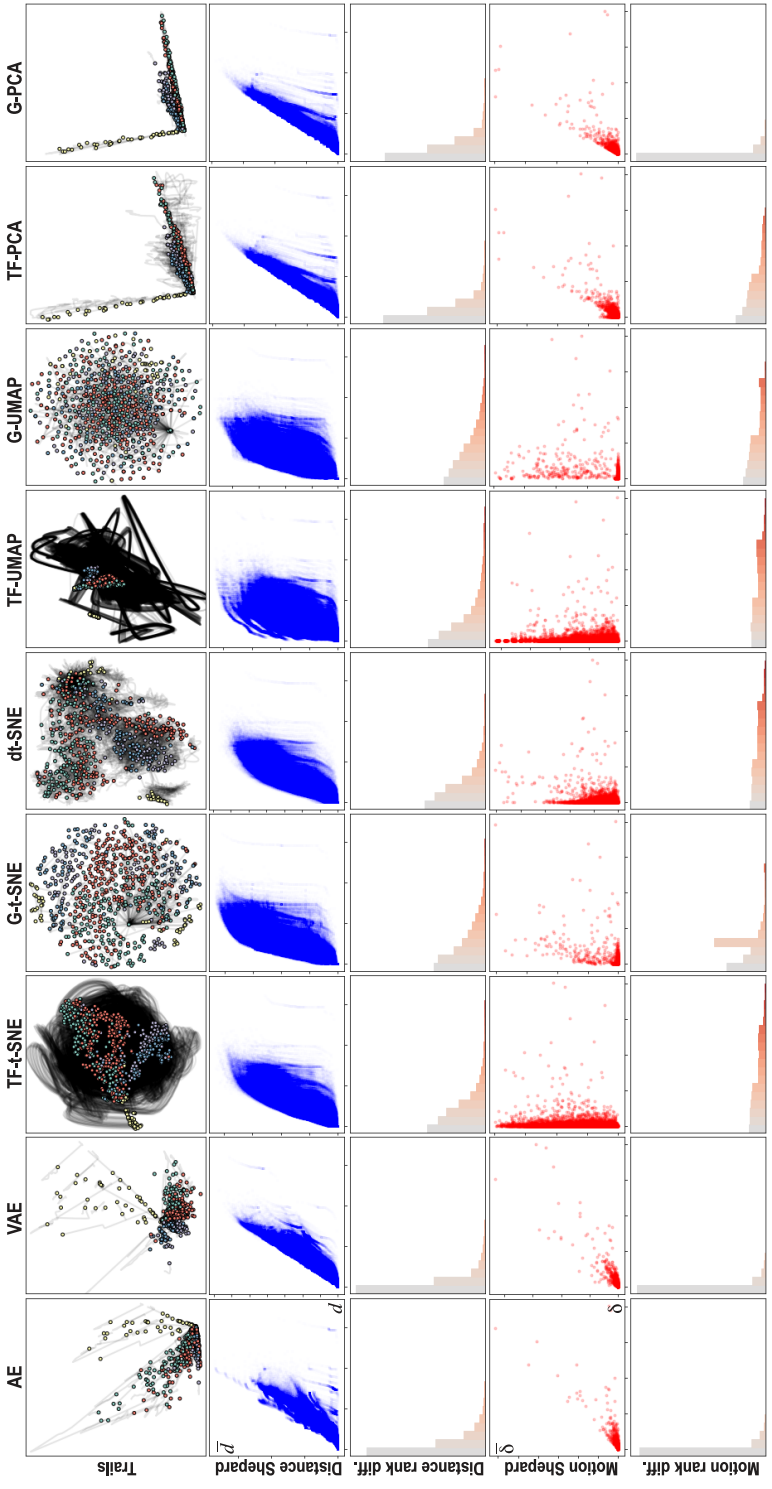 AE
VAE
TF-t-SNE
G-t-SNE
dt-SNE
TF-UMAP
G-UMAP
TF-PCA
G-PCA
Trails
Distance Shepard
d̅
d
Distance rank diff.
Motion Shepard
δ̅
δ
Motion rank diff.